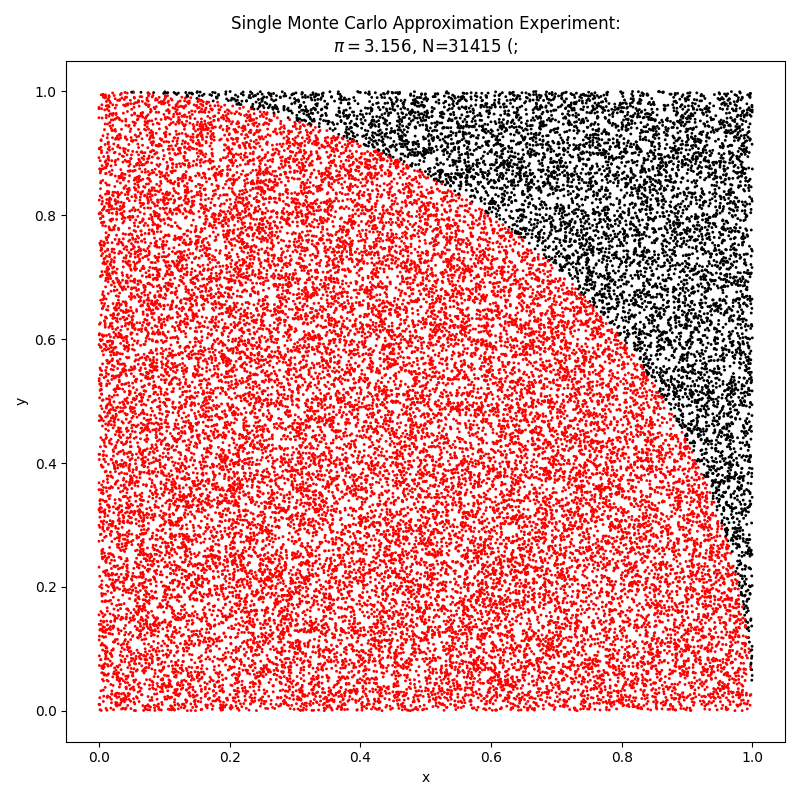 Single Monte Carlo Approximation Experiment:
π = 3.156, N=31415 (;
1.0
0.8
0.6
0.4
0.2
0.0
y
0.0 0.2 0.4 0.6 0.8 1.0
x